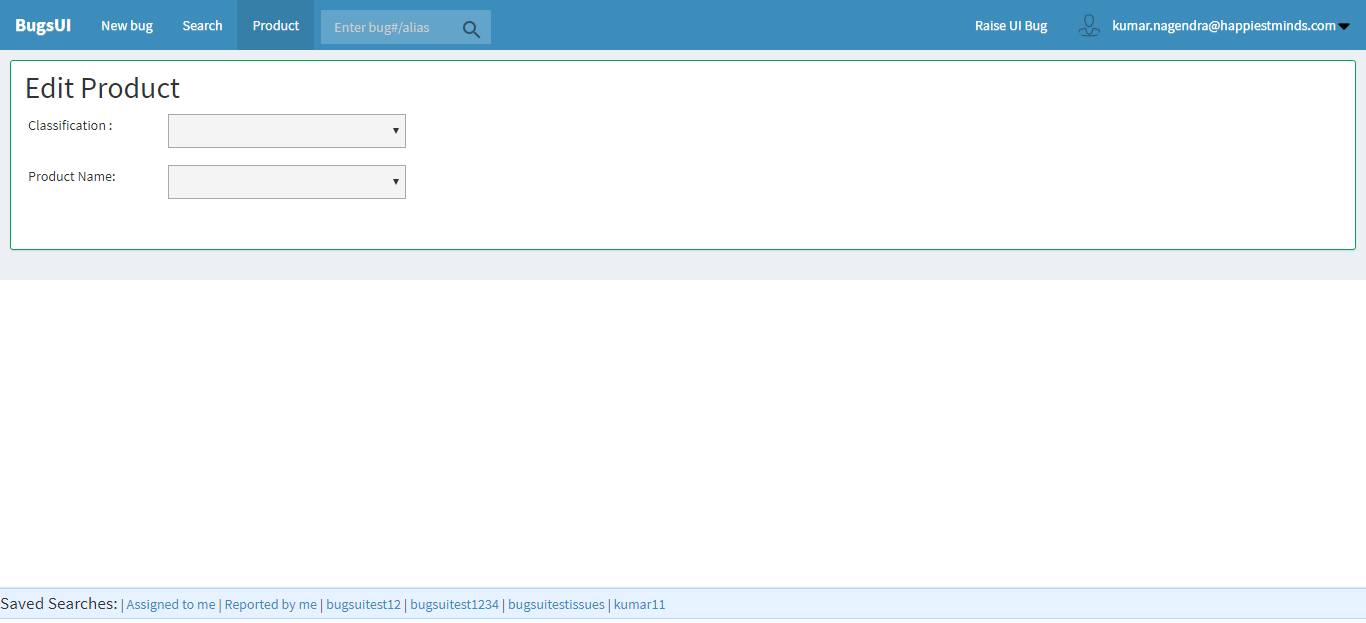 BugsUI New bug Search Product Enter bug#/alias Raise UI Bug kumar.nagendra@happiestminds.com
Edit Product
Classification :
Product Name:
Saved Searches: | Assigned to me | Reported by me | bugsuitest12 | bugsuitest1234 | bugsuitestissues | kumar11